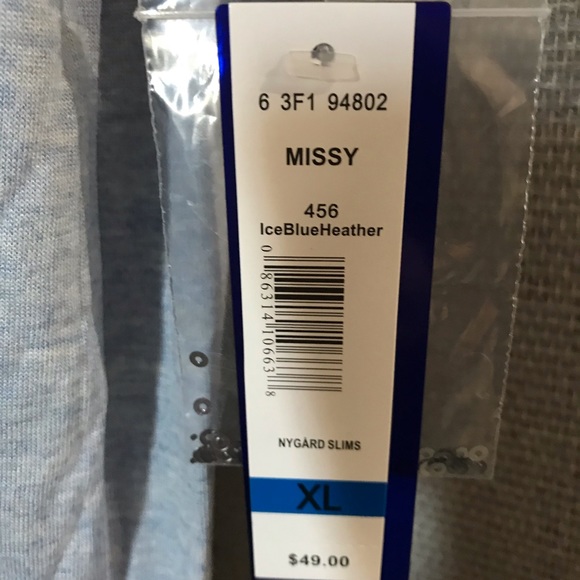 6 3F1 94802
MISSY
456
IceBlueHeather
0 86314 10663 8
NYGÅRD SLIMS
XL
$49.00